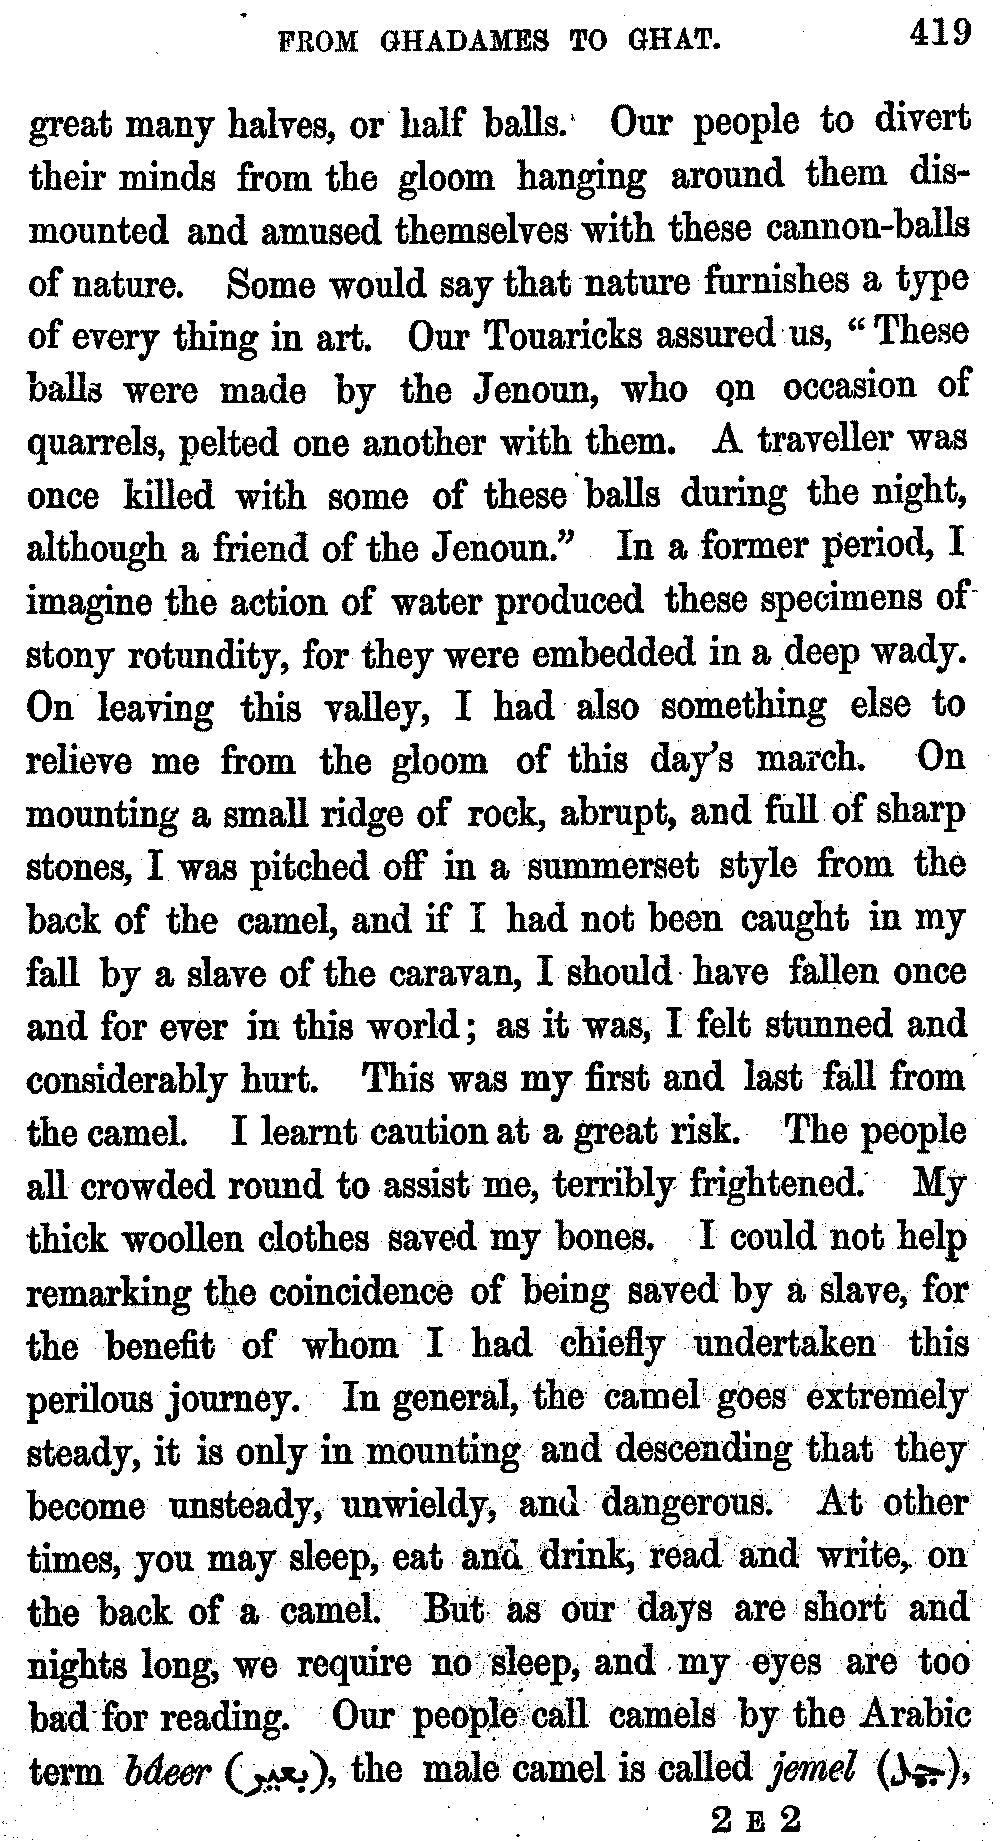 FROM GHADAMES TO GHAT. 419
great many halves, or half balls. Our people to divert
their minds from the gloom hanging around them dis-
mounted and amused themselves with these cannon-balls
of nature. Some would say that nature furnishes a type
of every thing in art. Our Touaricks assured us, “These
balls were made by the Jenoun, who on occasion of
quarrels, pelted one another with them. A traveller was
once killed with some of these balls during the night,
although a friend of the Jenoun.” In a former period, I
imagine the action of water produced these specimens of
stony rotundity, for they were embedded in a deep wady.
On leaving this valley, I had also something else to
relieve me from the gloom of this day’s march. On
mounting a small ridge of rock, abrupt, and full of sharp
stones, I was pitched off in a summerset style from the
back of the camel, and if I had not been caught in my
fall by a slave of the caravan, I should have fallen once
and for ever in this world; as it was, I felt stunned and
considerably hurt. This was my first and last fall from
the camel. I learnt caution at a great risk. The people
all crowded round to assist me, terribly frightened. My
thick woollen clothes saved my bones. I could not help
remarking the coincidence of being saved by a slave, for
the benefit of whom I had chiefly undertaken this
perilous journey. In general, the camel goes extremely
steady, it is only in mounting and descending that they
become unsteady, unwieldy, and dangerous. At other
times, you may sleep, eat and drink, read and write, on
the back of a camel. But as our days are short and
nights long, we require no sleep, and my eyes are too
bad for reading. Our people call camels by the Arabic
term bâeer (بعير), the male camel is called jemel (جمل),
2 E 2